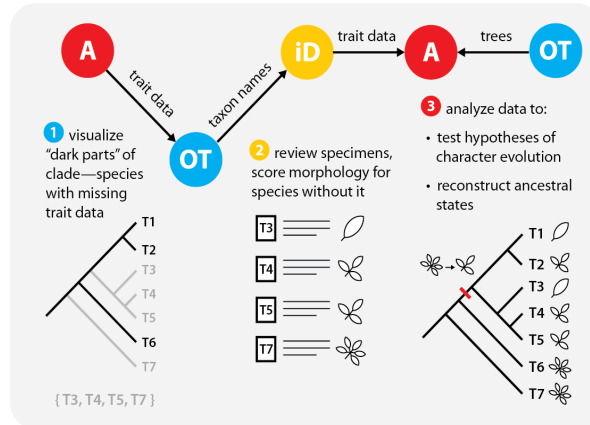 A
trait data
OT
taxon names
iD
trait data
A
trees
OT
1 visualize
“dark parts” of
clade—species
with missing
trait data
T1
T2
T3
T4
T5
T6
T7
{ T3, T4, T5, T7 }
2 review specimens,
score morphology for
species without it
T3
T4
T5
T7
3 analyze data to:
• test hypotheses of
character evolution
• reconstruct ancestral
states
T1
T2
T3
T4
T5
T6
T7